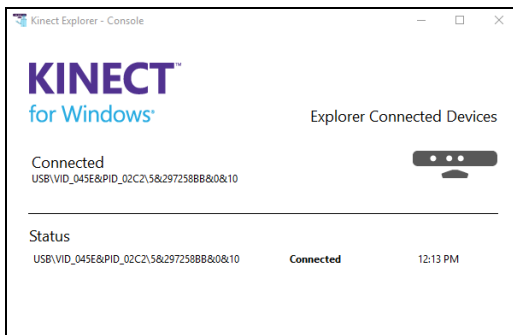 Kinect Explorer - Console
KINECT™
for Windows®
Explorer Connected Devices
Connected
USB\VID_045E&PID_02C2\5&297258BB&0&10
Status
USB\VID_045E&PID_02C2\5&297258BB&0&10 Connected 12:13 PM